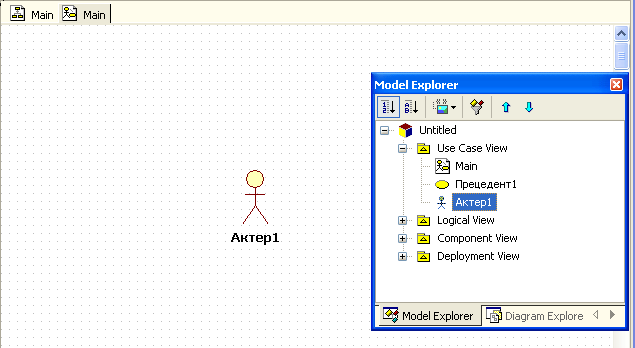 Main
Main
Актер1
Model Explorer
Untitled
Use Case View
Main
Прецедент1
Актер1
Logical View
Component View
Deployment View
Model Explorer
Diagram Explore